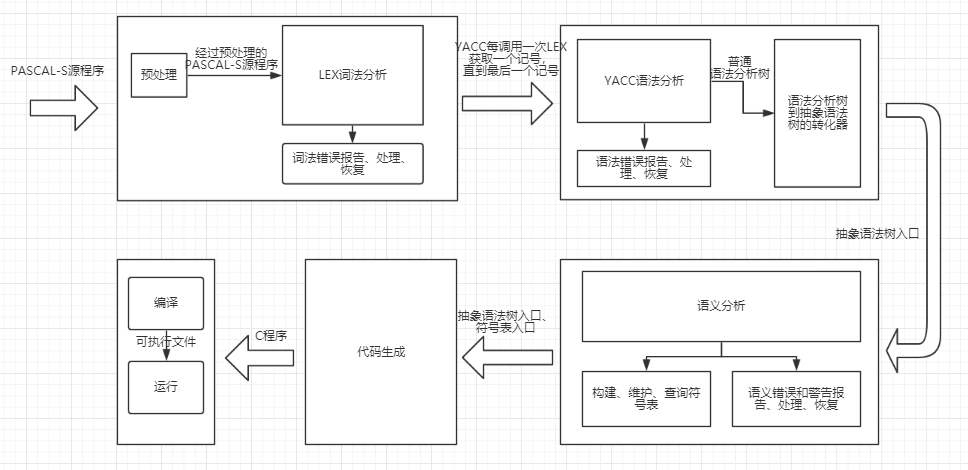 PASCAL-S源程序
预处理
经过预处理的
PASCAL-S源程序
LEX词法分析
词法错误报告、处理、
恢复
YACC每调用一次LEX
获取一个记号，
直到最后一个记号
YACC语法分析
语法错误报告、处
理、恢复
普通
语法分析树
语法分析树
到抽象语法
树的转化器
抽象语法树入口
语义分析
构建、维护、查询符
号表
语义错误和警告报
告、处理、恢复
抽象语法树入口、
符号表入口
代码生成
C程序
编译
可执行文件
运行